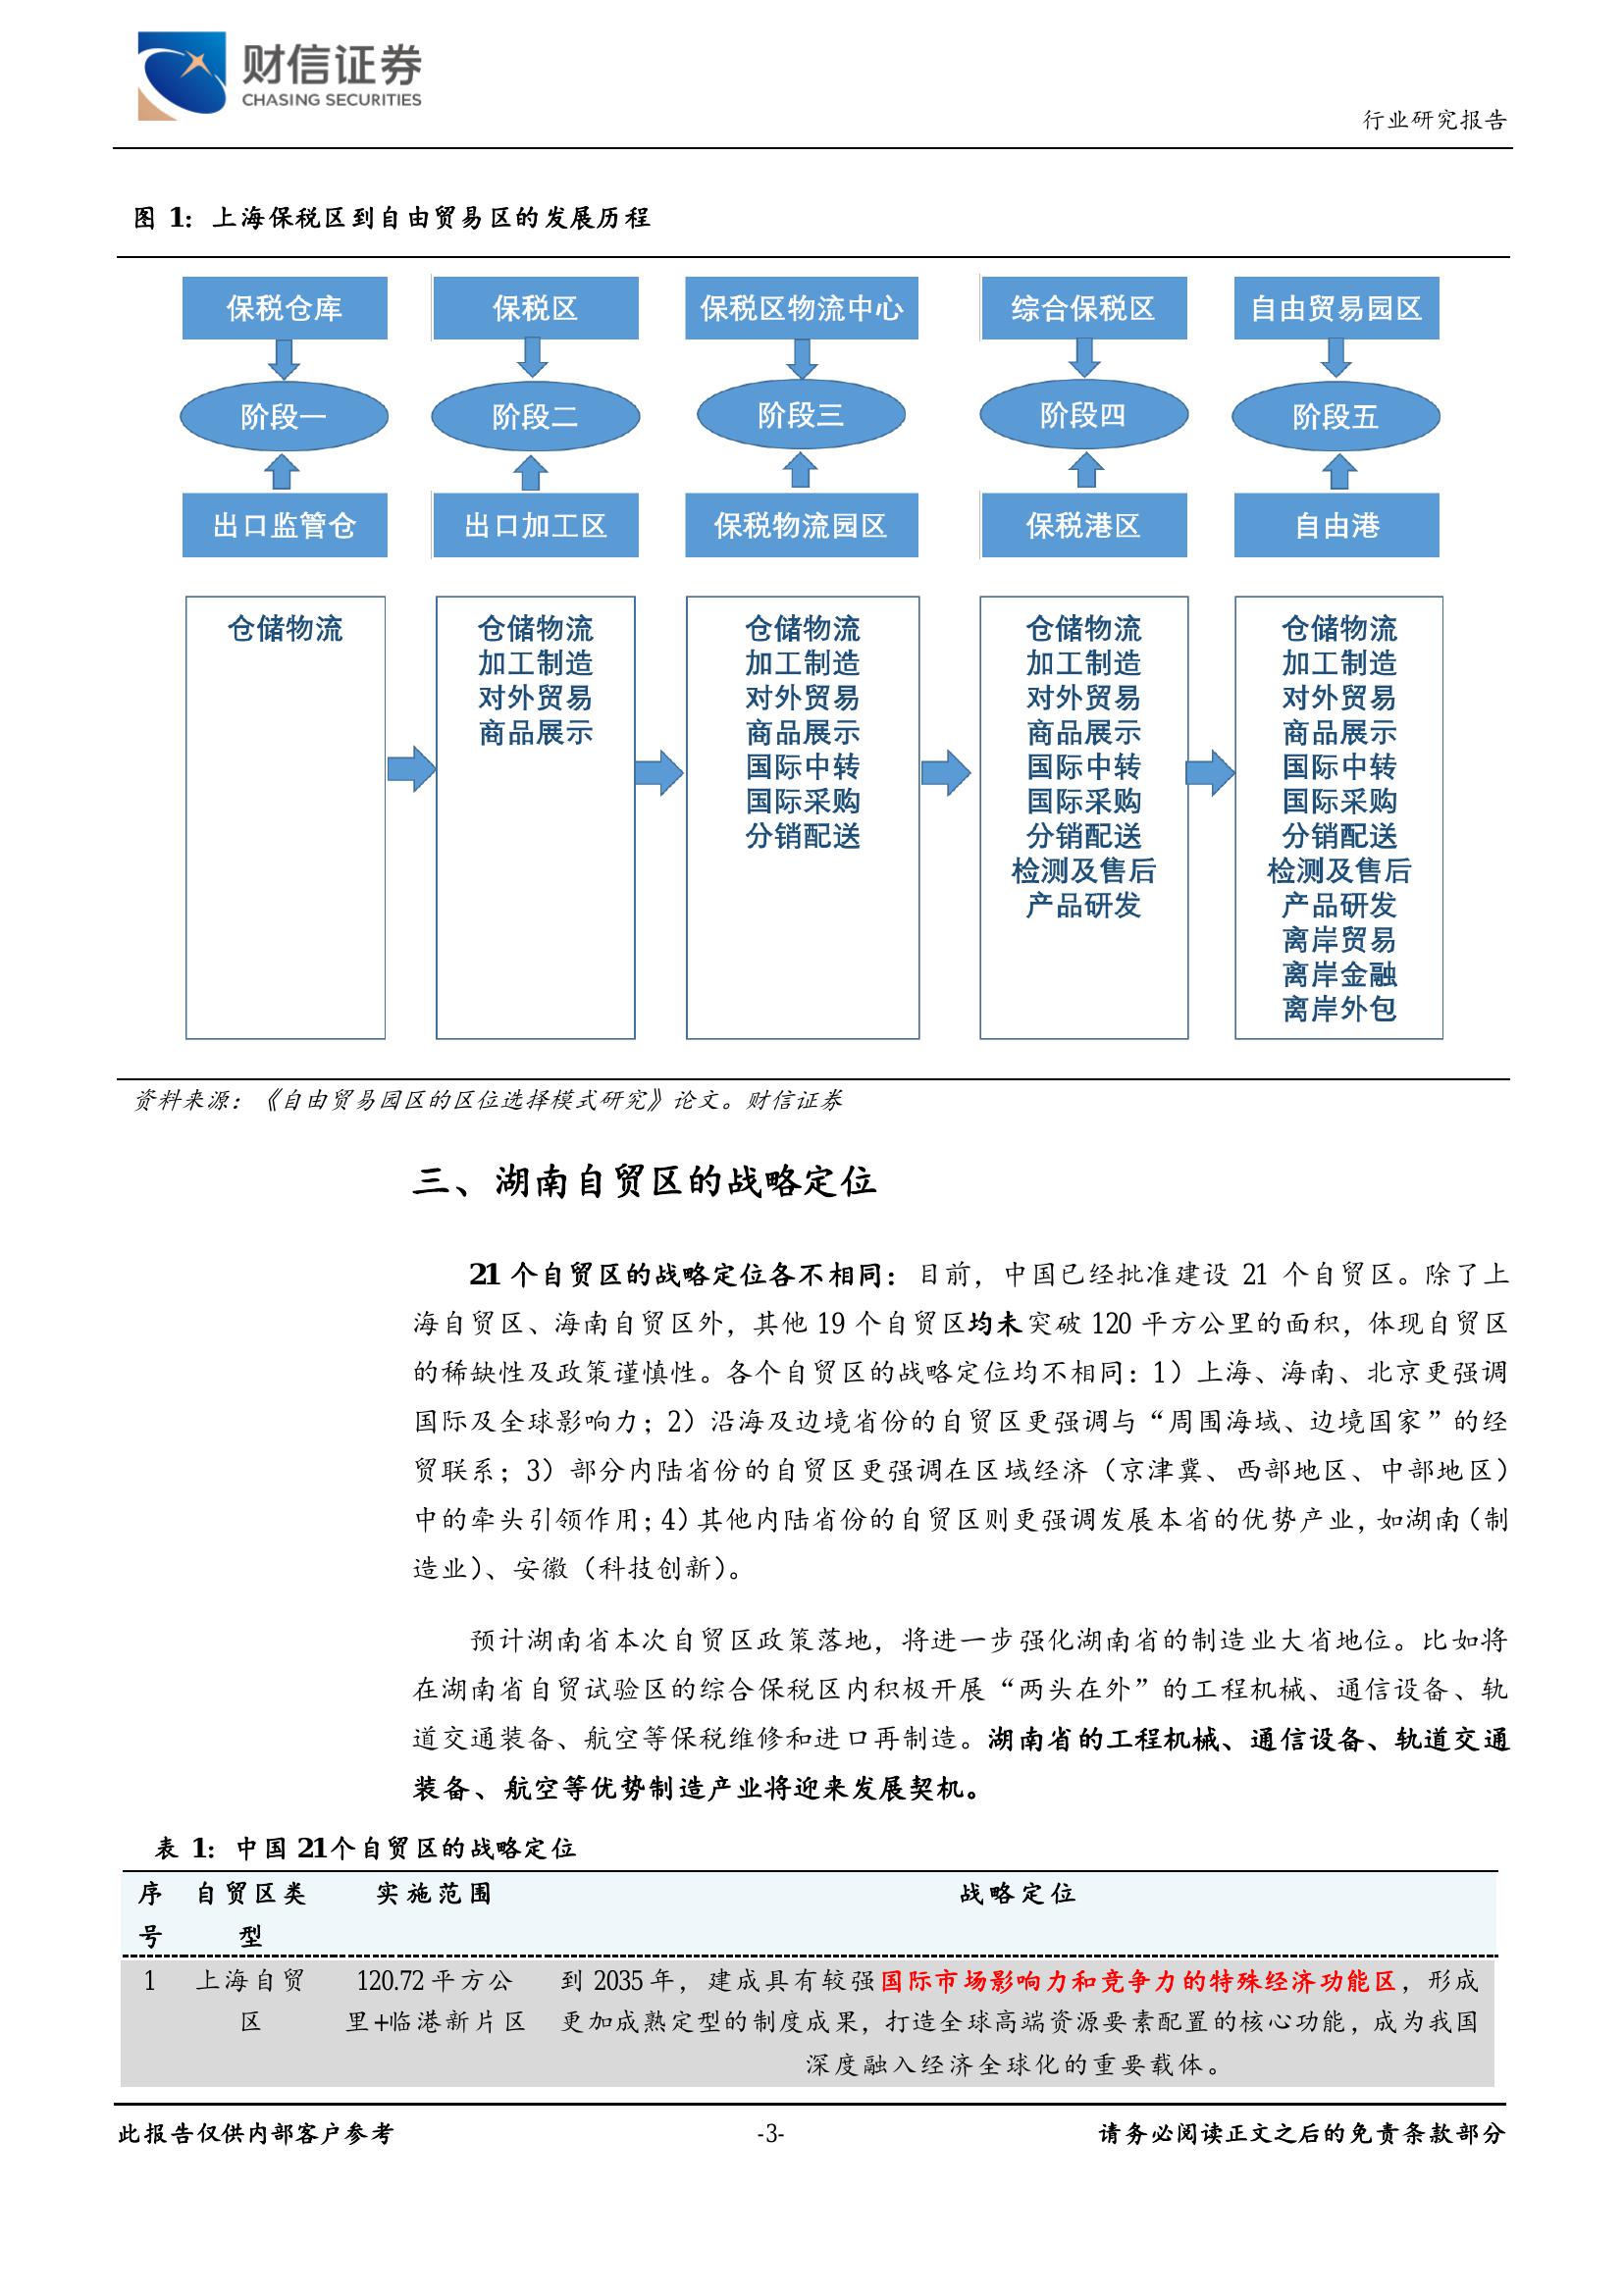 财信证券
CHASING SECURITIES
行业研究报告
图 1：上海保税区到自由贸易区的发展历程
保税仓库
保税区
保税区物流中心
综合保税区
自由贸易园区
阶段一
阶段二
阶段三
阶段四
阶段五
出口监管仓
出口加工区
保税物流园区
保税港区
自由港
仓储物流
仓储物流
加工制造
对外贸易
商品展示
仓储物流
加工制造
对外贸易
商品展示
国际中转
国际采购
分销配送
仓储物流
加工制造
对外贸易
商品展示
国际中转
国际采购
分销配送
检测及售后
产品研发
仓储物流
加工制造
对外贸易
商品展示
国际中转
国际采购
分销配送
检测及售后
产品研发
离岸贸易
离岸金融
离岸外包
资料来源：《自由贸易园区的区位选择模式研究》论文。财信证券
三、湖南自贸区的战略定位
21 个自贸区的战略定位各不相同：目前，中国已经批准建设 21 个自贸区。除了上
海自贸区、海南自贸区外，其他 19 个自贸区均未突破 120 平方公里的面积，体现自贸区
的稀缺性及政策谨慎性。各个自贸区的战略定位均不相同：1）上海、海南、北京更强调
国际及全球影响力；2）沿海及边境省份的自贸区更强调与“周围海域、边境国家”的经
贸联系；3）部分内陆省份的自贸区更强调在区域经济（京津冀、西部地区、中部地区）
中的牵头引领作用；4）其他内陆省份的自贸区则更强调发展本省的优势产业，如湖南（制
造业）、安徽（科技创新）。
预计湖南省本次自贸区政策落地，将进一步强化湖南省的制造业大省地位。比如将
在湖南省自贸试验区的综合保税区内积极开展“两头在外”的工程机械、通信设备、轨
道交通装备、航空等保税维修和进口再制造。湖南省的工程机械、通信设备、轨道交通
装备、航空等优势制造产业将迎来发展契机。
表 1：中国 21个自贸区的战略定位
序 自贸区类 实施范围 战略定位
号 型
1 上海自贸 120.72 平方公 到 2035 年，建成具有较强国际市场影响力和竞争力的特殊经济功能区，形成
区 里+临港新片区 更加成熟定型的制度成果，打造全球高端资源要素配置的核心功能，成为我国
深度融入经济全球化的重要载体。
此报告仅供内部客户参考 -3- 请务必阅读正文之后的免责条款部分